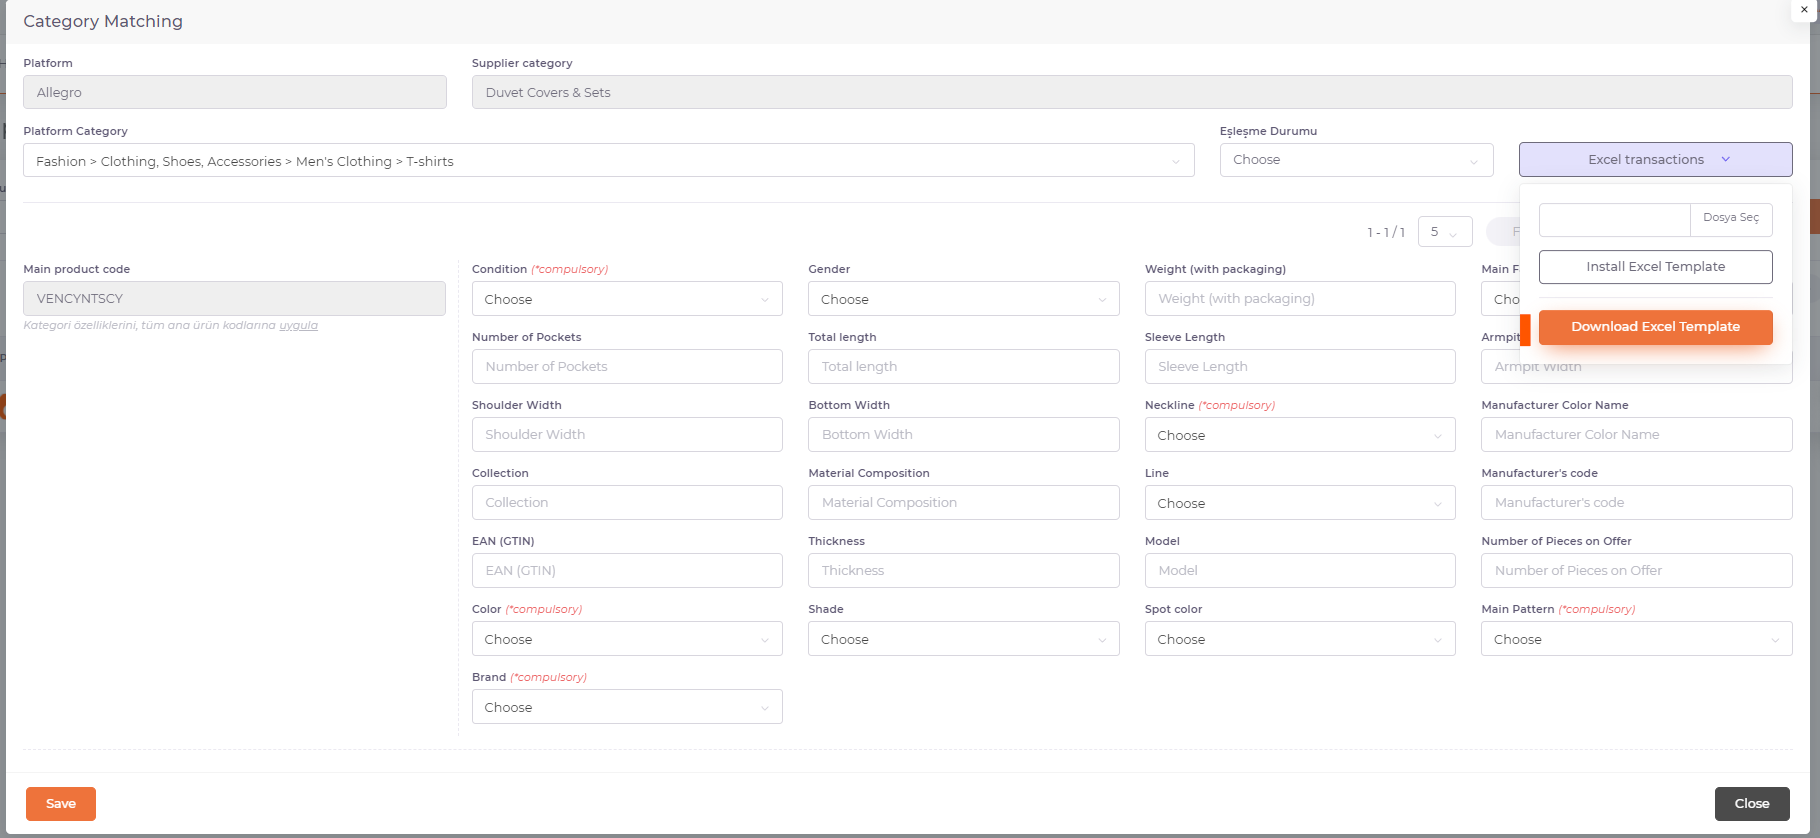 Category Matching
×
Platform
Supplier category
Allegro
Duvet Covers & Sets
Platform Category
Eşleşme Durumu
Fashion > Clothing, Shoes, Accessories > Men's Clothing > T-shirts
Choose
Excel transactions
Dosya Seç
1 - 1 / 1
5
Install Excel Template
Download Excel Template
Main product code
Condition (*compulsory)
Gender
Weight (with packaging)
Main
VENCYNTSCY
Choose
Choose
Weight (with packaging)
Kategori özelliklerini, tüm ana ürün kodlarına uygula
Number of Pockets
Total length
Sleeve Length
Armpit
Number of Pockets
Total length
Sleeve Length
Armpit Width
Shoulder Width
Bottom Width
Neckline (*compulsory)
Manufacturer Color Name
Shoulder Width
Bottom Width
Choose
Manufacturer Color Name
Collection
Material Composition
Line
Manufacturer's code
Collection
Material Composition
Choose
Manufacturer's code
EAN (GTIN)
Thickness
Model
Number of Pieces on Offer
EAN (GTIN)
Thickness
Model
Number of Pieces on Offer
Color (*compulsory)
Shade
Spot color
Main Pattern (*compulsory)
Choose
Choose
Choose
Choose
Brand (*compulsory)
Choose
Save
Close